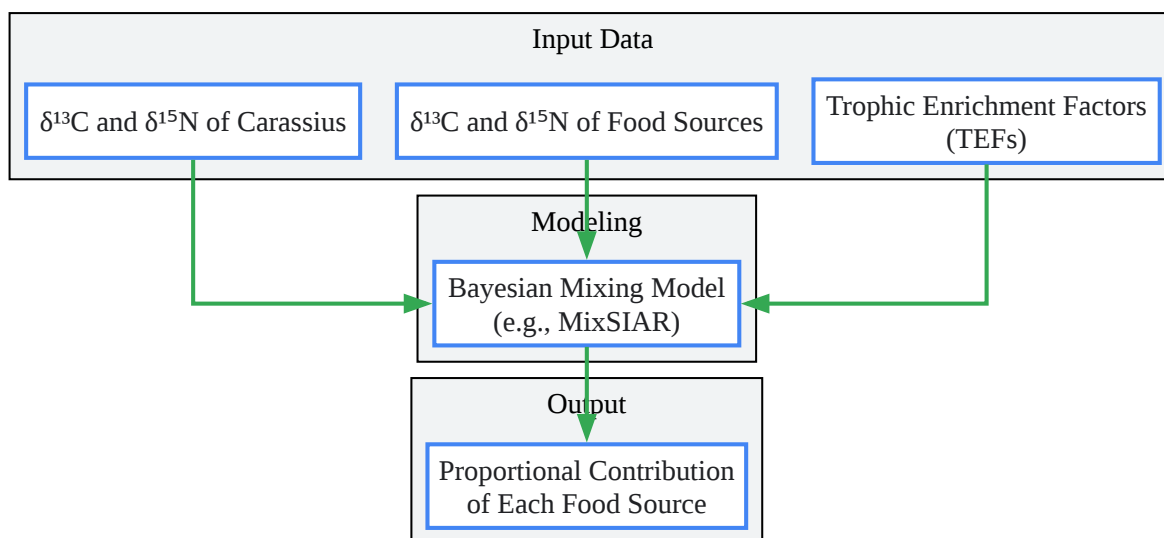 Input Data
δ¹³C and δ¹⁵N of Carassius
δ¹³C and δ¹⁵N of Food Sources
Trophic Enrichment Factors
(TEFs)
Modeling
Bayesian Mixing Model
(e.g., MixSIAR)
Output
Proportional Contribution
of Each Food Source